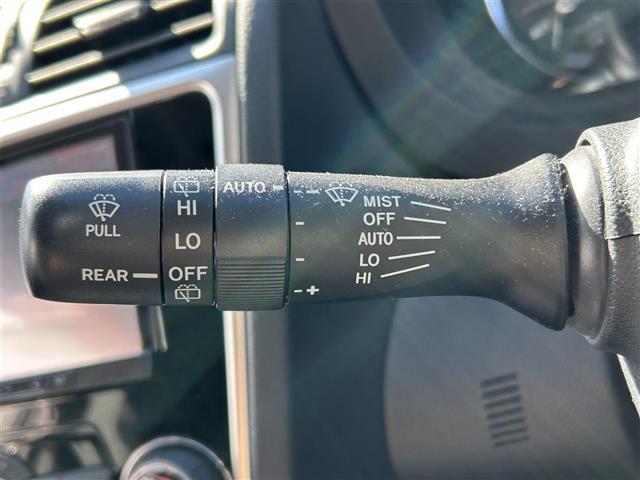 PULL
REAR
HI
LO
OFF
AUTO
- +
MIST
OFF
AUTO
LO
HI